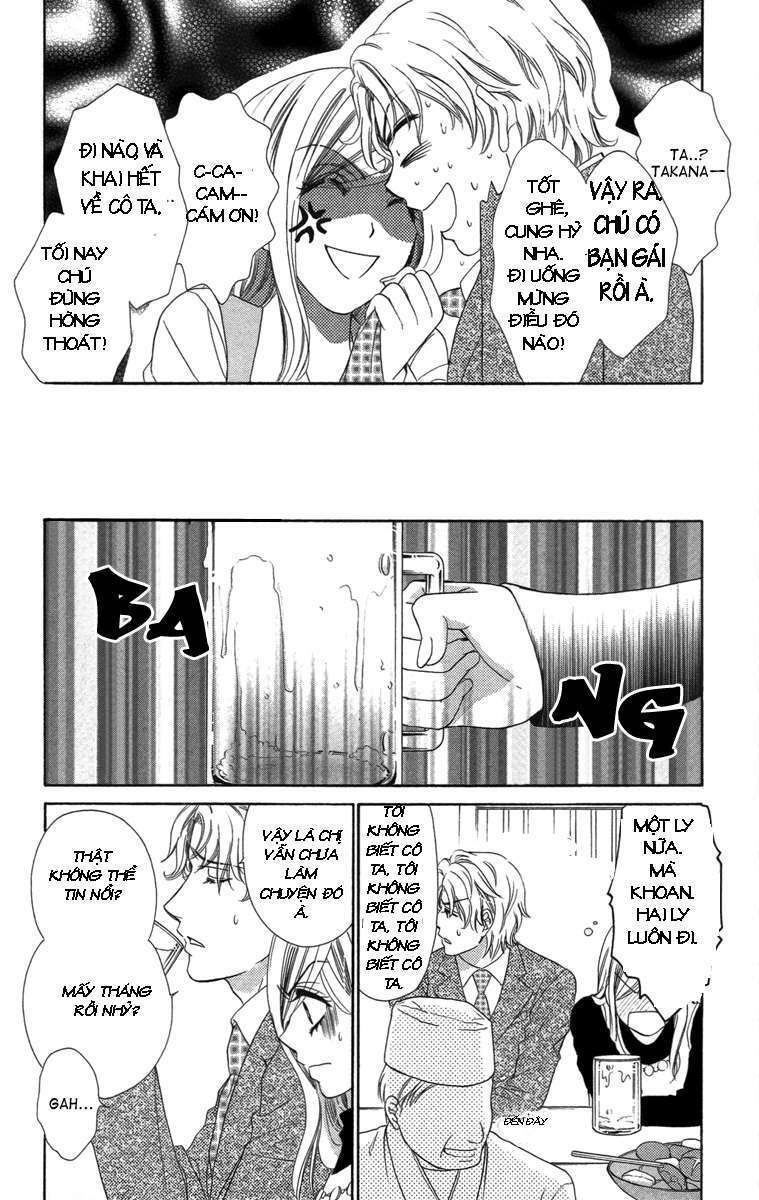 TA..?
TAKANA—
VẬY RA,
CHÚ CÓ
BẠN GÁI
RỒI À.
TỐT
GHÊ,
CUNG HỶ
NHA.
ĐI UỐNG
MỪNG
ĐIỀU ĐÓ
NÀO!
C-CA-
CAM--
CÁM ƠN!
ĐI NÀO, VÀ
KHAI HẾT
VỀ CÔ TA.
TỐI NAY
CHÚ
ĐỪNG
HÒNG
THOÁT!
BA
NG
MỘT LY
NỮA.
MÀ
KHOAN.
HAI LY
LUÔN ĐI.
TÔI
KHÔNG
BIẾT CÔ
TA, TÔI
KHÔNG
BIẾT CÔ
TA, TÔI
KHÔNG
BIẾT CÔ
TA.
ĐẾN ĐÂY
VẬY LÀ CHỊ
VẪN CHƯA
LÀM
CHUYỆN ĐÓ
À.
THẬT
KHÔNG THỂ
TIN NỔI?
MẤY THÁNG
RỒI NHỶ?
GAH...